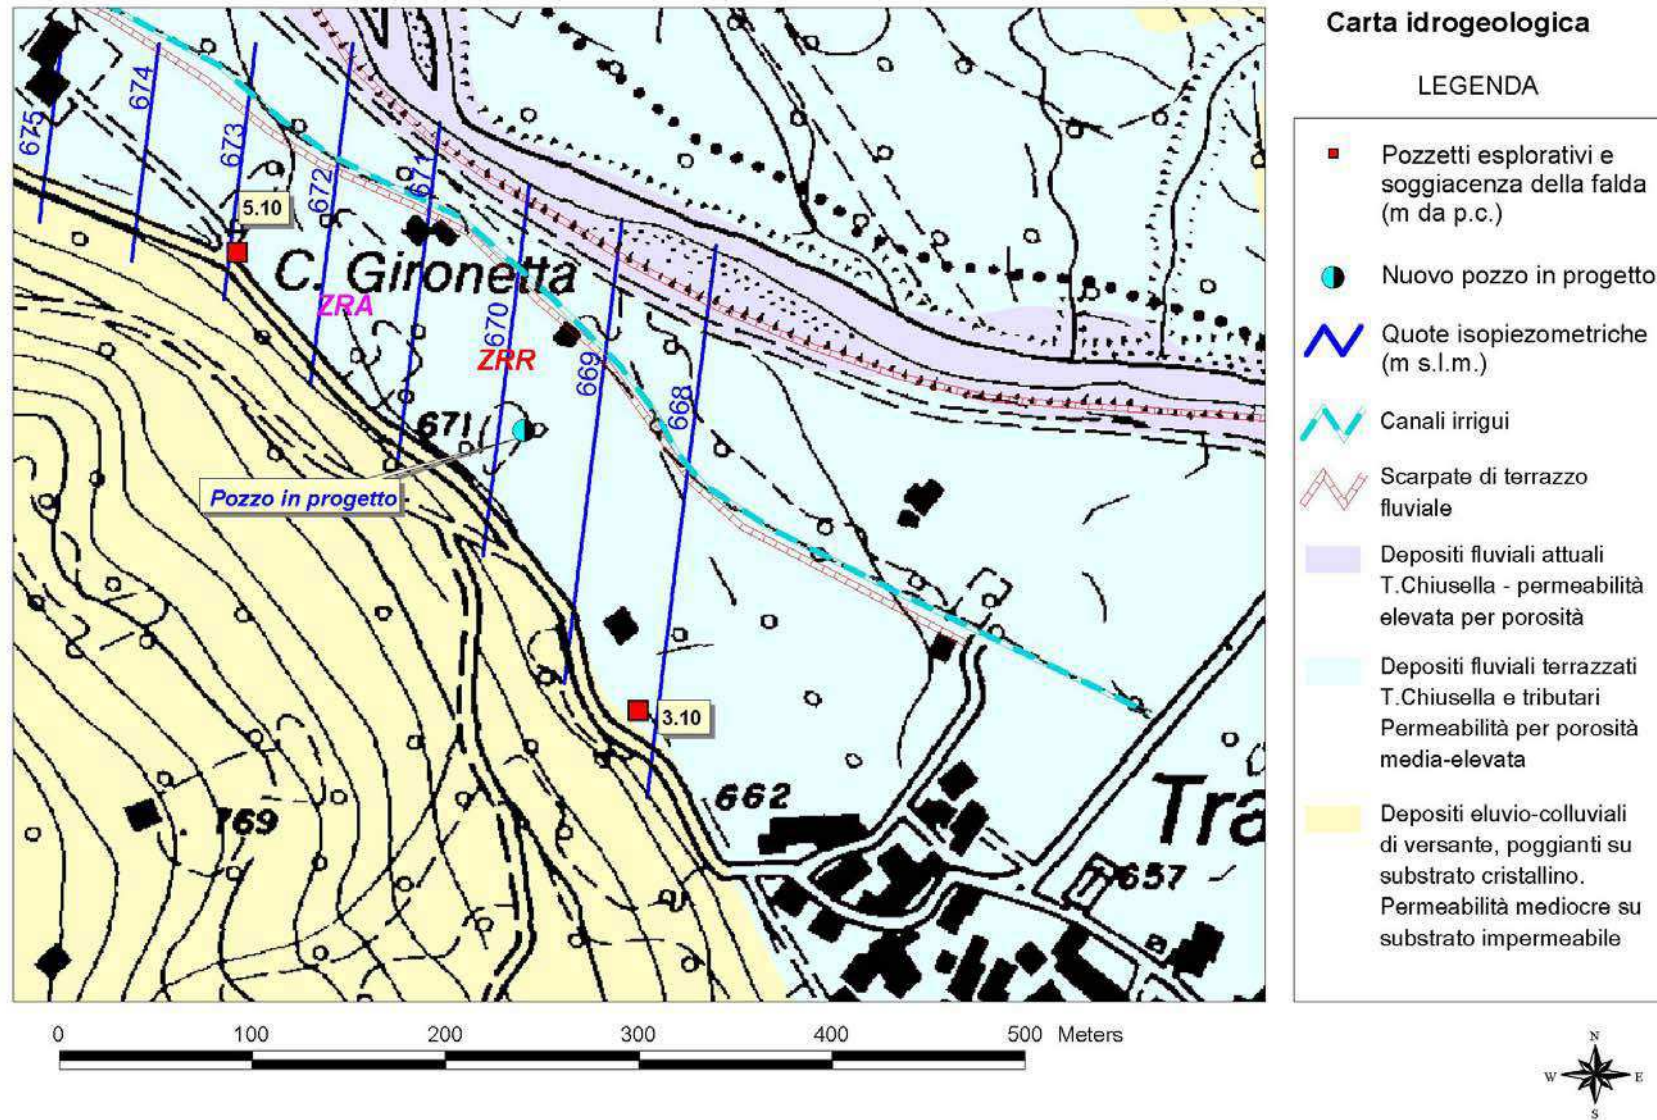 Carta idrogeologica
LEGENDA
Pozzetti esplorativi e
soggiacenza della falda
(m da p.c.)
Nuovo pozzo in progetto
Quote isopiezometriche
(m s.l.m.)
Canali irrigui
Scarpate di terrazzo
fluviale
Depositi fluviali attuali
T.Chiusella - permeabilità
elevata per porosità
Depositi fluviali terrazzati
T.Chiusella e tributari
Permeabilità per porosità
media-elevata
Depositi eluvio-colluviali
di versante, poggianti su
substrato cristallino.
Permeabilità mediocre su
substrato impermeabile
675
674
673
672
671
670
669
668
5.10
C. Gironetta
ZRA
ZRR
671
Pozzo in progetto
3.10
662
769
Tra
657
0 100 200 300 400 500 Meters
N
W E
S